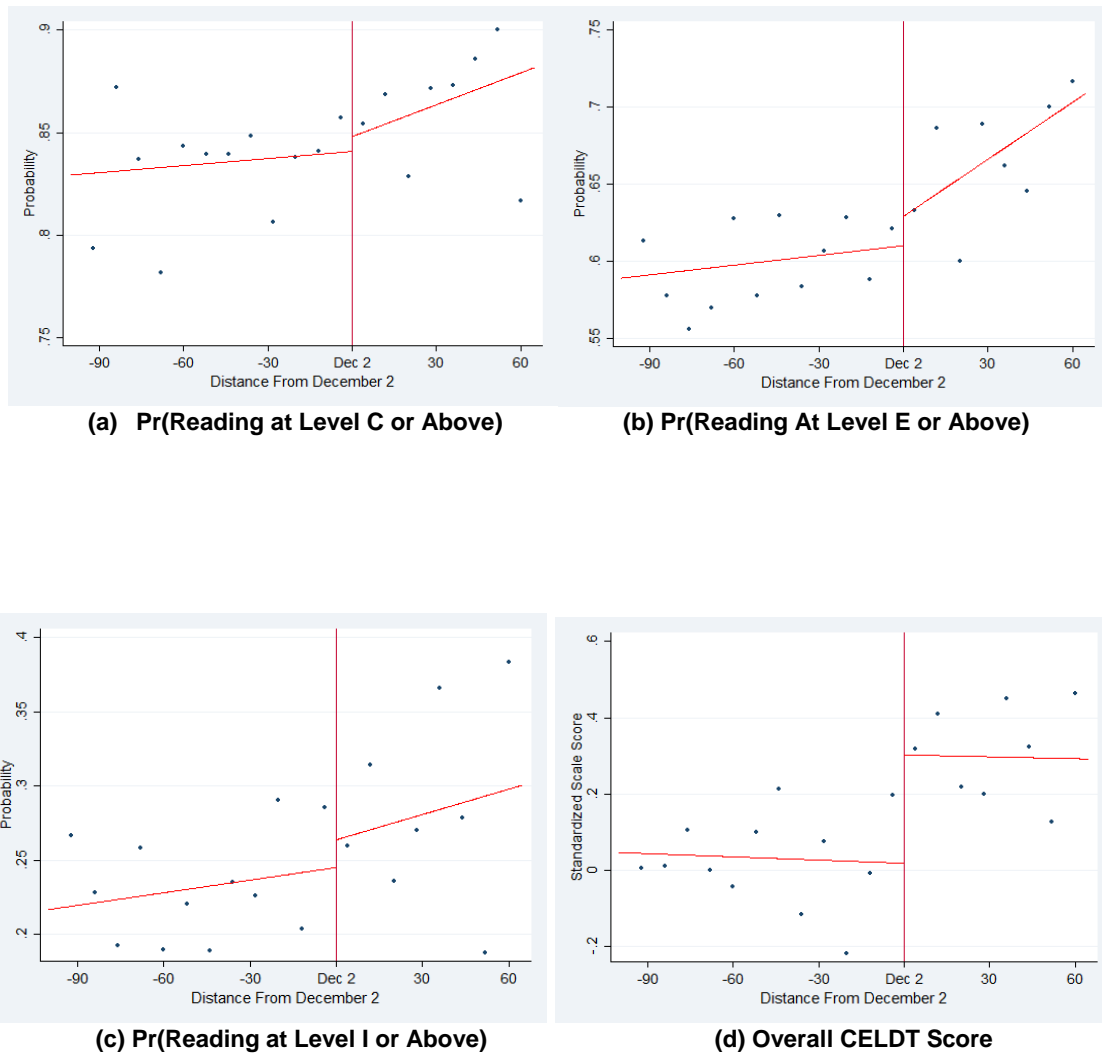 .9
.85
.8
.75
Probability
-90 -60 -30 Dec 2 30 60
Distance From December 2
(a) Pr(Reading at Level C or Above)
.75
.7
.65
.6
.55
Probability
-90 -60 -30 Dec 2 30 60
Distance From December 2
(b) Pr(Reading At Level E or Above)
.4
.35
.3
.25
.2
Probability
-90 -60 -30 Dec 2 30 60
Distance From December 2
(c) Pr(Reading at Level I or Above)
.6
.4
.2
0
-.2
Standardized Scale Score
-90 -60 -30 Dec 2 30 60
Distance From December 2
(d) Overall CELDT Score